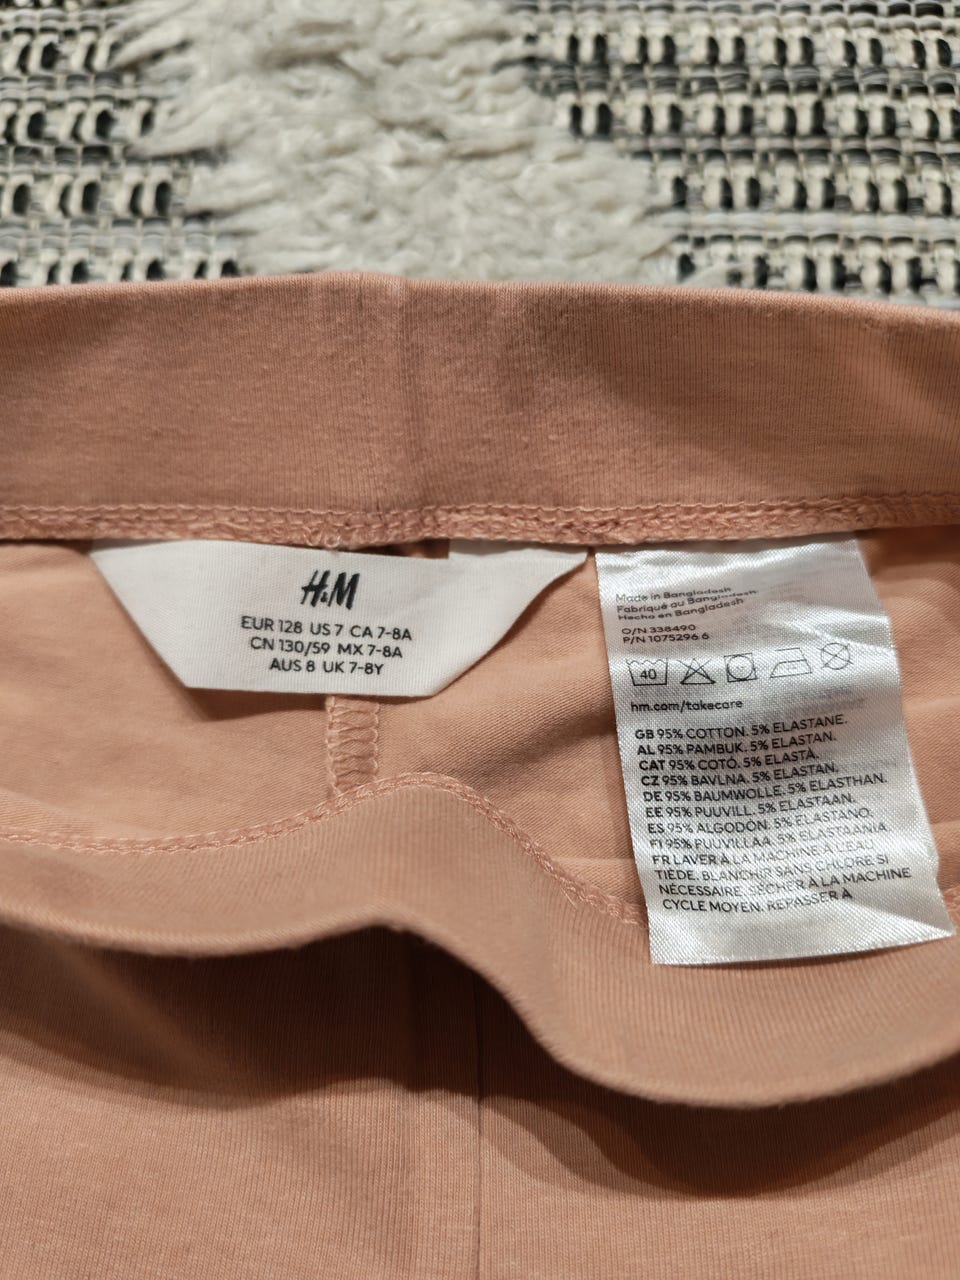 H&M
EUR 128 US 7 CA 7-8A
CN 130/59 MX 7-8A
AUS 8 UK 7-8Y
Made in Bangladesh
Fabriqué au Bangladesh
Hecho en Bangladesh
O/N 338490
P/N 1075296.6
40
hm.com/takecare
GB 95% COTTON. 5% ELASTANE.
AL 95% PAMBUK. 5% ELASTAN.
CAT 95% COTÓ. 5% ELASTÀ.
CZ 95% BAVLNA. 5% ELASTAN.
DE 95% BAUMWOLLE. 5% ELASTHAN.
EE 95% PUUVILL. 5% ELASTAAN.
ES 95% ALGODÓN. 5% ELASTANO.
FI 95% PUUVILLAA. 5% ELASTAANIA.
FR LAVER À LA MACHINE À L'EAU
TIÈDE. BLANCHIR SANS CHLORE SI
NÉCESSAIRE. SÉCHER À LA MACHINE
CYCLE MOYEN. REPASSER À